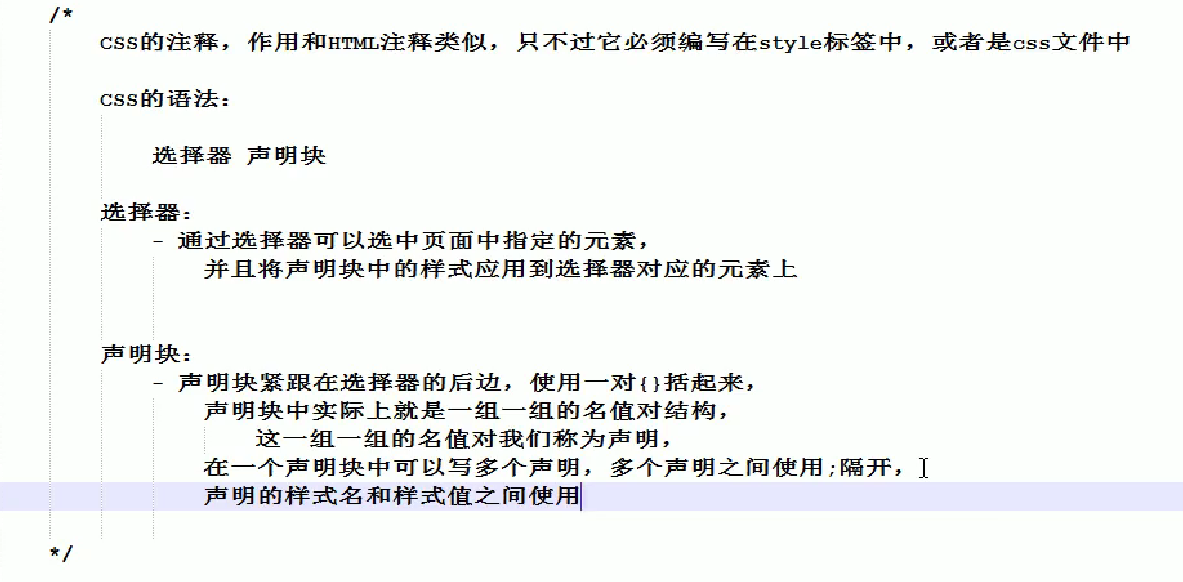 /*
CSS的注释，作用和HTML注释类似，只不过它必须编写在style标签中，或者是css文件中
CSS的语法：
选择器 声明块
选择器：
- 通过选择器可以选中页面中指定的元素，
并且将声明块中的样式应用到选择器对应的元素上
声明块：
- 声明块紧跟在选择器的后边，使用一对{}括起来，
声明块中实际上就是一组一组的名值对结构，
这一组一组的名值对我们称为声明，
在一个声明块中可以写多个声明，多个声明之间使用;隔开，
声明的样式名和样式值之间使用
*/